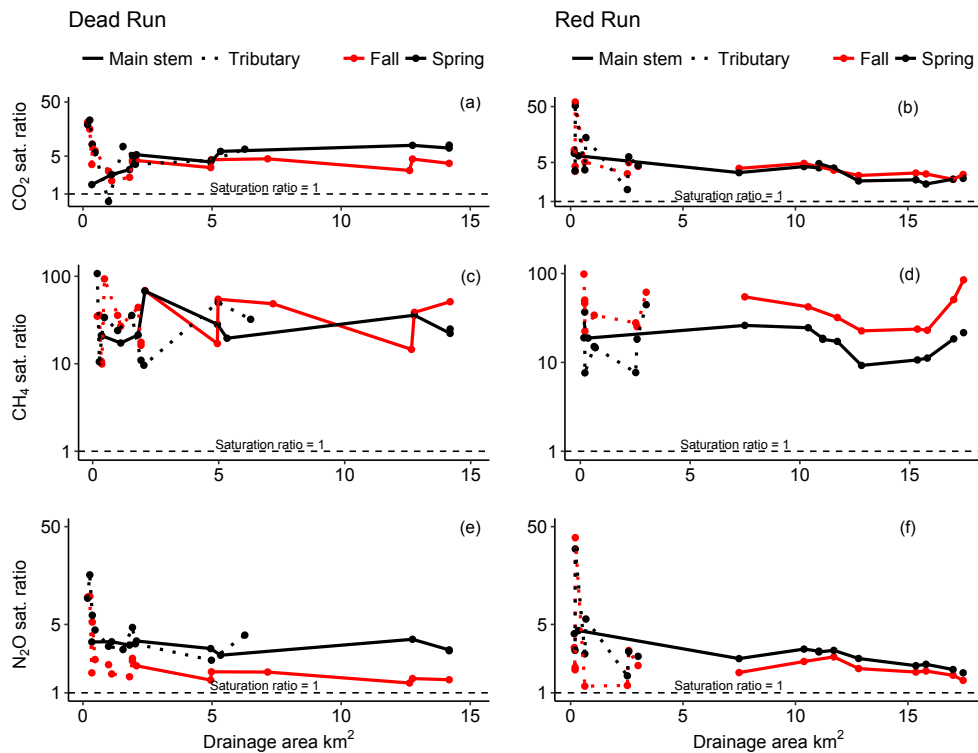 Dead Run
Red Run
Main stem Tributary Fall Spring
Main stem Tributary Fall Spring
CO2 sat. ratio
50
5
1
(a)
Saturation ratio = 1
0 5 10 15
50
5
1
(b)
Saturation ratio = 1
0 5 10 15
CH4 sat. ratio
100
10
1
(c)
Saturation ratio = 1
0 5 10 15
100
10
1
(d)
Saturation ratio = 1
0 5 10 15
N2O sat. ratio
50
5
1
(e)
Saturation ratio = 1
0 5 10 15
Drainage area km²
50
5
1
(f)
Saturation ratio = 1
0 5 10 15
Drainage area km²